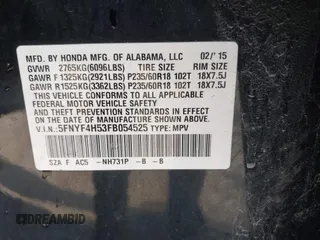 MFD. BY HONDA MFG. OF ALABAMA, LLC 02/'15
GVWR 2765KG(6096LBS) TIRE SIZE RIM SIZE
GAWR F 1325KG(2921LBS) P235/60R18 102T 18X7.5J
GAWR R1525KG(3362LBS) P235/60R18 102T 18X7.5J
THIS VEHICLE CONFORMS TO ALL APPLICABLE
FEDERAL MOTOR VEHICLE SAFETY AND THEFT
PREVENTION STANDARDS IN EFFECT ON THE DATE
OF MANUFACTURE SHOWN ABOVE.
V.I.N.:5FNYF4H53FB054525 TYPE: MPV
SZA F AC5 -NH731P -B -B
DREAMBID